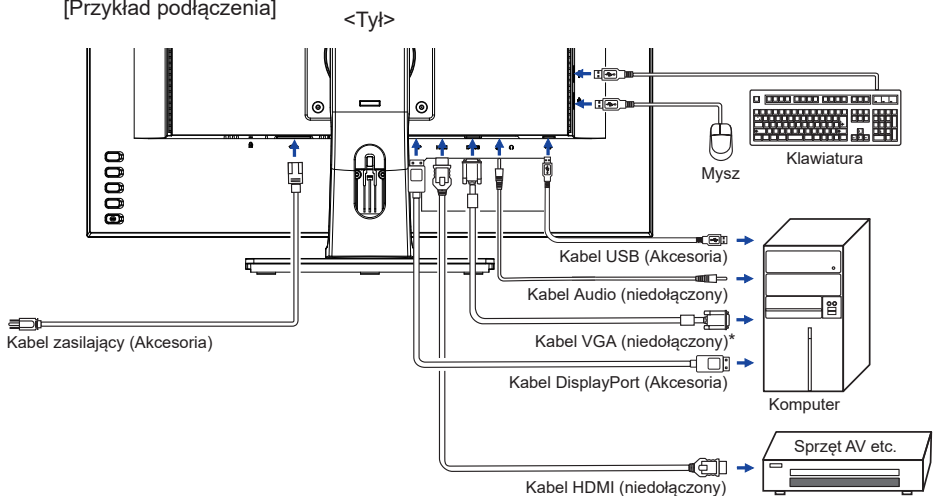 [Przykład podłączenia]
<Tył>
Klawiatura
Mysz
Kabel USB (Akcesoria)
Kabel Audio (niedołączony)
Kabel zasilający (Akcesoria)
Kabel VGA (niedołączony)*
Kabel DisplayPort (Akcesoria)
Komputer
Sprzęt AV etc.
Kabel HDMI (niedołączony)